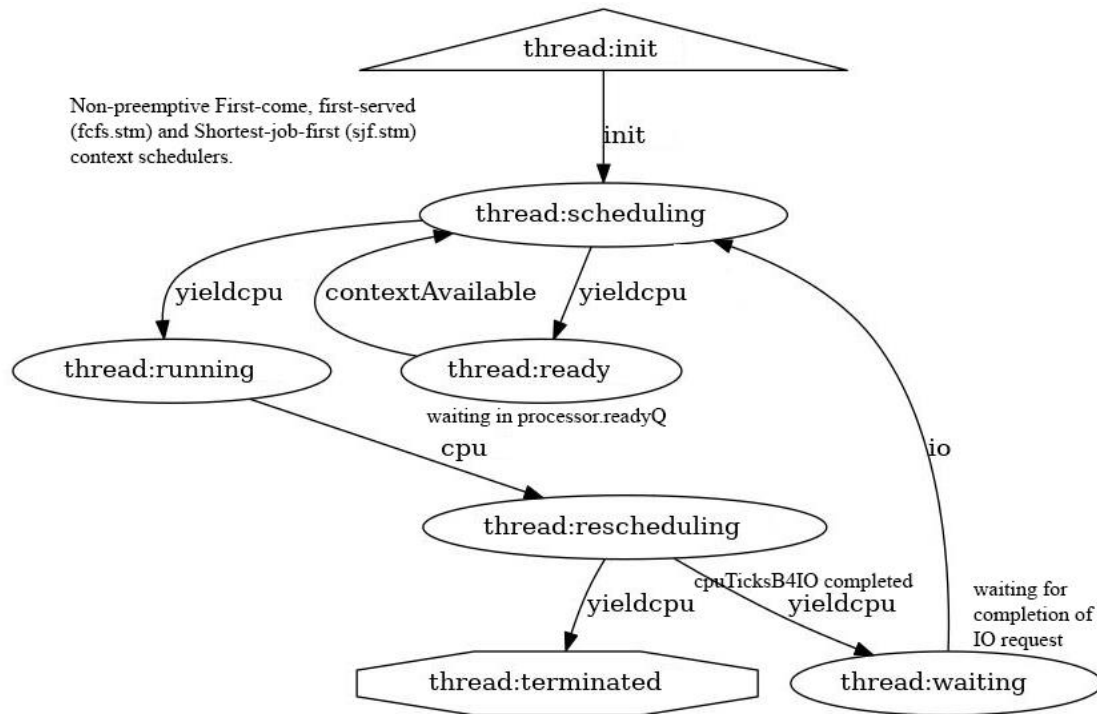 thread:init
Non-preemptive First-come, first-served
(fcfs.stm) and Shortest-job-first (sjf.stm)
context schedulers.
init
thread:scheduling
yieldcpu
contextAvailable
yieldcpu
thread:running
thread:ready
waiting in processor.readyQ
cpu
io
thread:rescheduling
cpuTicksB4IO completed
yieldcpu
yieldcpu
waiting for
completion of
IO request
thread:terminated
thread:waiting